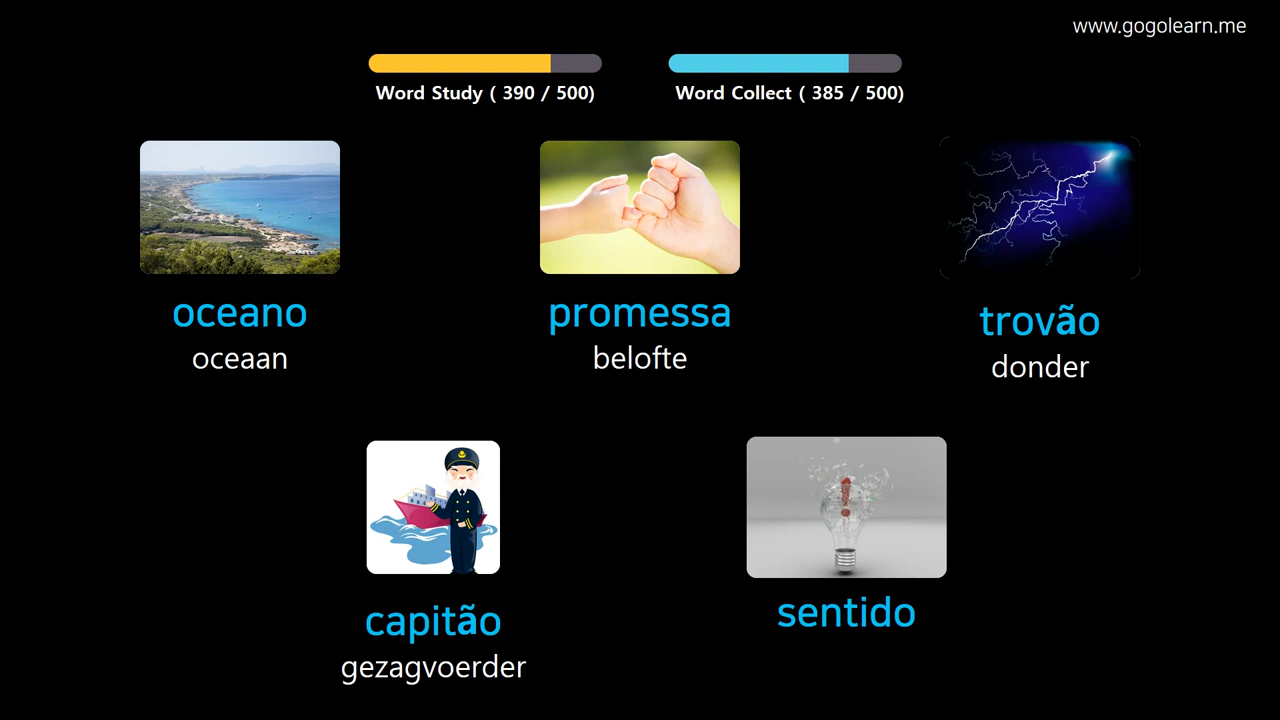 www.gogolearn.me
Word Study ( 390 / 500)
Word Collect ( 385 / 500)
oceano
oceaan
promessa
belofte
trovão
donder
capitão
gezagvoerder
sentido